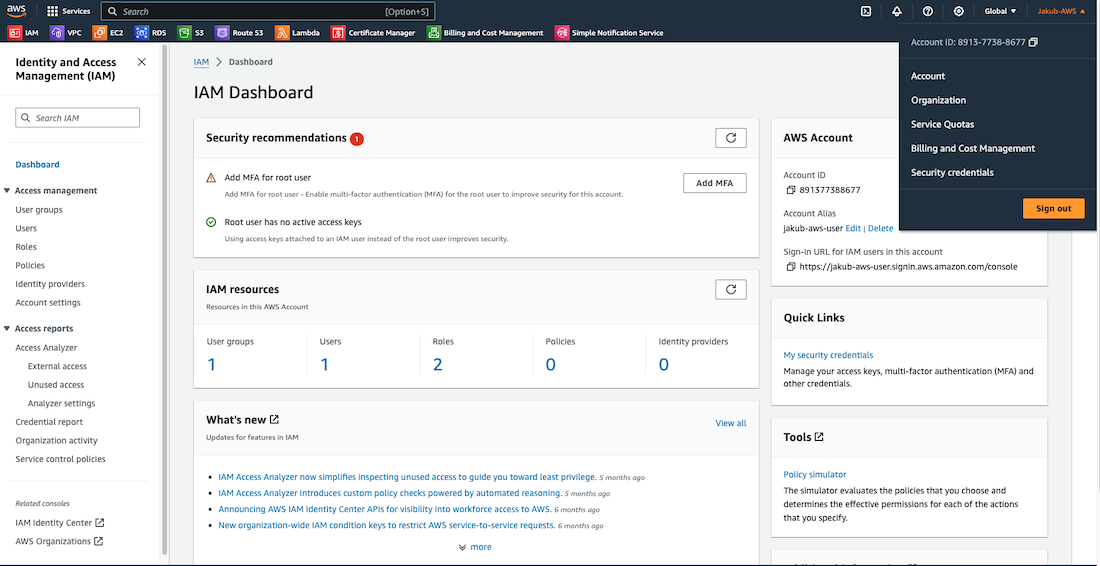 aws
Services
Search [Option+S]
Global
Jakub-AWS
IAM VPC EC2 RDS S3 Route 53 Lambda Certificate Manager Billing and Cost Management Simple Notification Service
Account ID: 8913-7738-8677
Account
Organization
Service Quotas
Billing and Cost Management
Security credentials
Sign out
Identity and Access
Management (IAM)
Search IAM
Dashboard
Access management
User groups
Users
Roles
Policies
Identity providers
Account settings
Access reports
Access Analyzer
External access
Unused access
Analyzer settings
Credential report
Organization activity
Service control policies
Related consoles
IAM Identity Center
AWS Organizations
IAM > Dashboard
IAM Dashboard
Security recommendations 1
Add MFA for root user
Add MFA for root user - Enable multi-factor authentication (MFA) for the root user to improve security for this account.
Add MFA
Root user has no active access keys
Using access keys attached to an IAM user instead of the root user improves security.
IAM resources
Resources in this AWS Account
User groups Users Roles Policies Identity providers
1 1 2 0 0
What's new
View all
Updates for features in IAM
IAM Access Analyzer now simplifies inspecting unused access to guide you toward least privilege. 5 months ago
IAM Access Analyzer introduces custom policy checks powered by automated reasoning. 5 months ago
Announcing AWS IAM Identity Center APIs for visibility into workforce access to AWS. 6 months ago
New organization-wide IAM condition keys to restrict AWS service-to-service requests. 6 months ago
more
AWS Account
Account ID
891377388677
Account Alias
jakub-aws-user Edit | Delete
Sign-in URL for IAM users in this account
https://jakub-aws-user.signin.aws.amazon.com/console
Quick Links
My security credentials
Manage your access keys, multi-factor authentication (MFA) and
other credentials.
Tools
Policy simulator
The simulator evaluates the policies that you choose and
determines the effective permissions for each of the actions
that you specify.